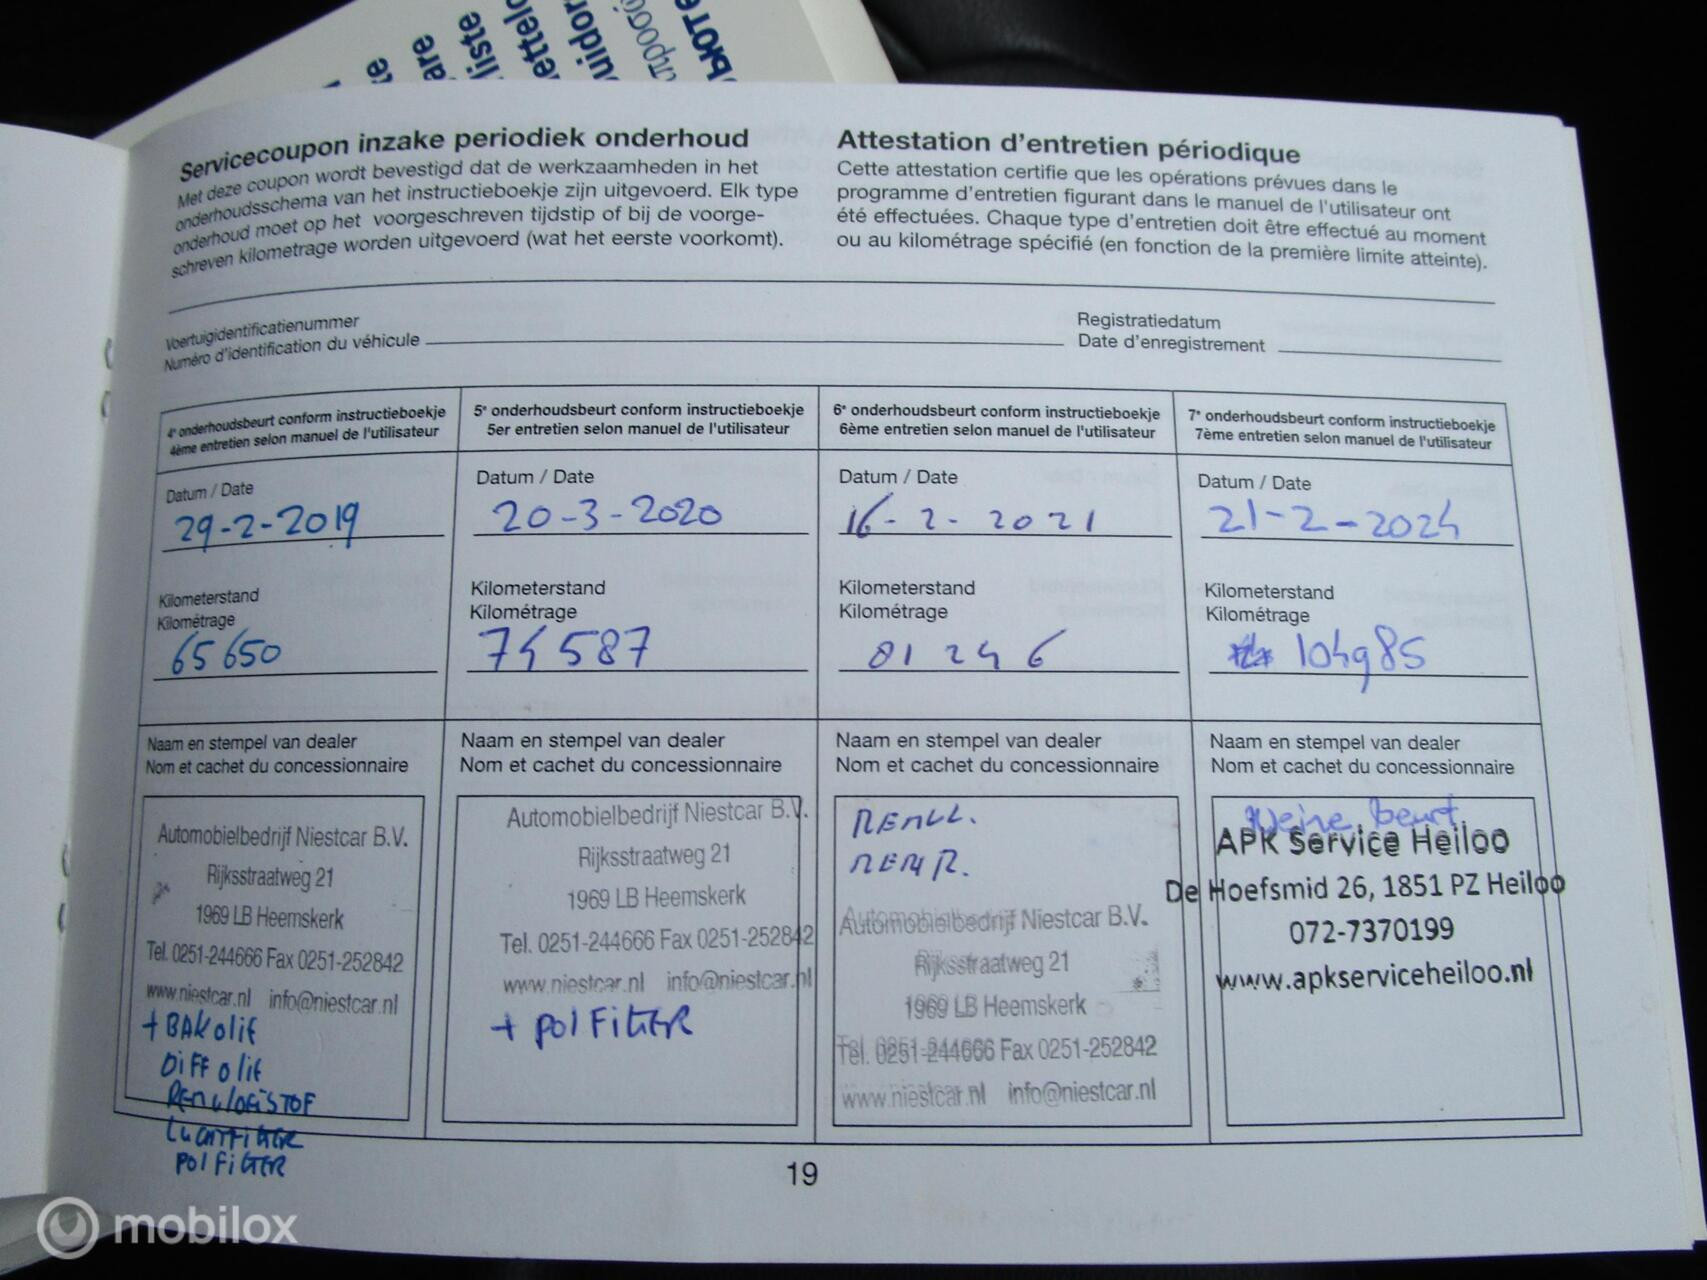 Servicecoupon inzake periodiek onderhoud
Met deze coupon wordt bevestigd dat de werkzaamheden in het
onderhoudsschema van het instructieboekje zijn uitgevoerd. Elk type
onderhoud moet op het voorgeschreven tijdstip of bij de voorge-
schreven kilometrage worden uitgevoerd (wat het eerste voorkomt).
Attestation d'entretien périodique
Cette attestation certifie que les opérations prévues dans le
programme d'entretien figurant dans le manuel de l'utilisateur ont
été effectuées. Chaque type d'entretien doit être effectué au moment
ou au kilométrage spécifié (en fonction de la première limite atteinte).
Voertuigidentificatienummer
Numéro d'identification du véhicule
Registratiedatum
Date d'enregistrement
4e onderhoudsbeurt conform instructieboekje
4ème entretien selon manuel de l'utilisateur
Datum / Date
29-2-2019
Kilometerstand
Kilométrage
65650
Naam en stempel van dealer
Nom et cachet du concessionnaire
Automobielbedrijf Niestcar B.V.
Rijksstraatweg 21
1969 LB Heemskerk
Tel. 0251-244666 Fax 0251-252842
www.niestcar.nl info@niestcar.nl
+ BAKoliE
DiFF oliE
REMVLOEISTOF
LUCHTFILTER
POLFILTER
5e onderhoudsbeurt conform instructieboekje
5er entretien selon manuel de l'utilisateur
Datum / Date
20-3-2020
Kilometerstand
Kilométrage
74587
Naam en stempel van dealer
Nom et cachet du concessionnaire
Automobielbedrijf Niestcar B.V.
Rijksstraatweg 21
1969 LB Heemskerk
Tel. 0251-244666 Fax 0251-252842
www.niestcar.nl info@niestcar.nl
+ POLFILTER
6e onderhoudsbeurt conform instructieboekje
6ème entretien selon manuel de l'utilisateur
Datum / Date
16-2-2021
Kilometerstand
Kilométrage
81246
Naam en stempel van dealer
Nom et cachet du concessionnaire
Automobielbedrijf Niestcar B.V.
Rijksstraatweg 21
1969 LB Heemskerk
Tel. 0251-244666 Fax 0251-252842
www.niestcar.nl info@niestcar.nl
7e onderhoudsbeurt conform instructieboekje
7ème entretien selon manuel de l'utilisateur
Datum / Date
21-2-2024
Kilometerstand
Kilométrage
104985
Naam en stempel van dealer
Nom et cachet du concessionnaire
kleine beurt
APK Service Heiloo
De Hoefsmid 26, 1851 PZ Heiloo
072-7370199
www.apkserviceheiloo.nl
19
mobilox